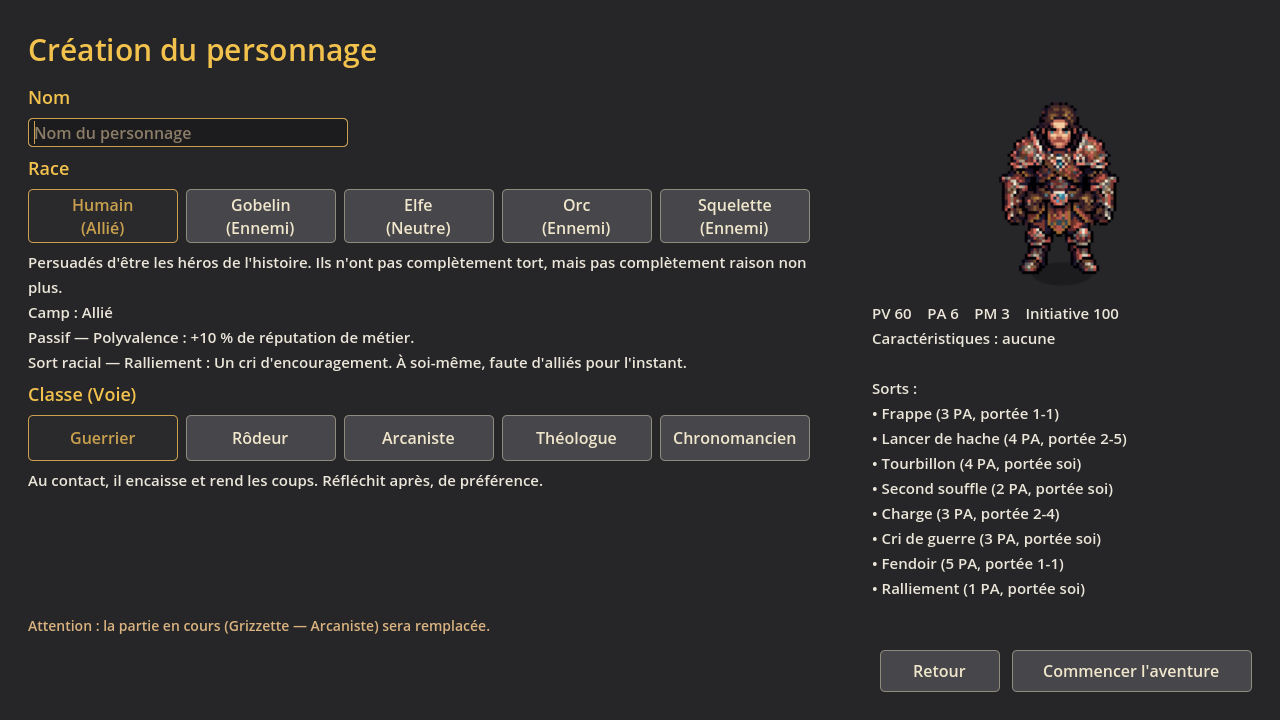 Création du personnage
Nom
Nom du personnage
Race
Humain
(Allié)
Gobelin
(Ennemi)
Elfe
(Neutre)
Orc
(Ennemi)
Squelette
(Ennemi)
Persuadés d'être les héros de l'histoire. Ils n'ont pas complètement tort, mais pas complètement raison non
plus.
Camp : Allié
Passif — Polyvalence : +10 % de réputation de métier.
Sort racial — Ralliement : Un cri d'encouragement. À soi-même, faute d'alliés pour l'instant.
Classe (Voie)
Guerrier
Rôdeur
Arcaniste
Théologue
Chronomancien
Au contact, il encaisse et rend les coups. Réfléchit après, de préférence.
Attention : la partie en cours (Grizzette — Arcaniste) sera remplacée.
PV 60 PA 6 PM 3 Initiative 100
Caractéristiques : aucune
Sorts :
• Frappe (3 PA, portée 1-1)
• Lancer de hache (4 PA, portée 2-5)
• Tourbillon (4 PA, portée soi)
• Second souffle (2 PA, portée soi)
• Charge (3 PA, portée 2-4)
• Cri de guerre (3 PA, portée soi)
• Fendoir (5 PA, portée 1-1)
• Ralliement (1 PA, portée soi)
Retour
Commencer l'aventure